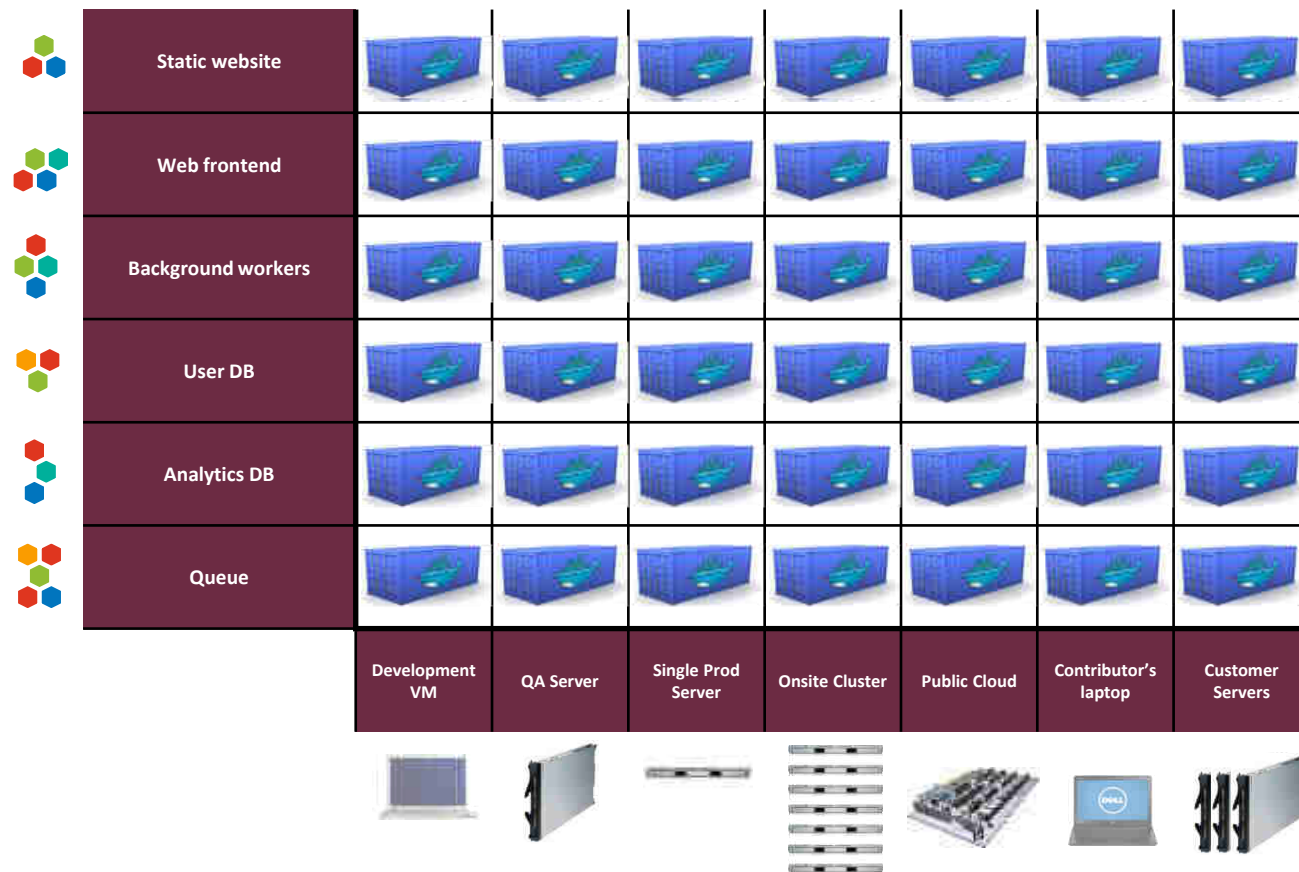 Static website
Web frontend
Background workers
User DB
Analytics DB
Queue
Development
VM
QA Server
Single Prod
Server
Onsite Cluster
Public Cloud
Contributor’s
laptop
Customer
Servers
DELL